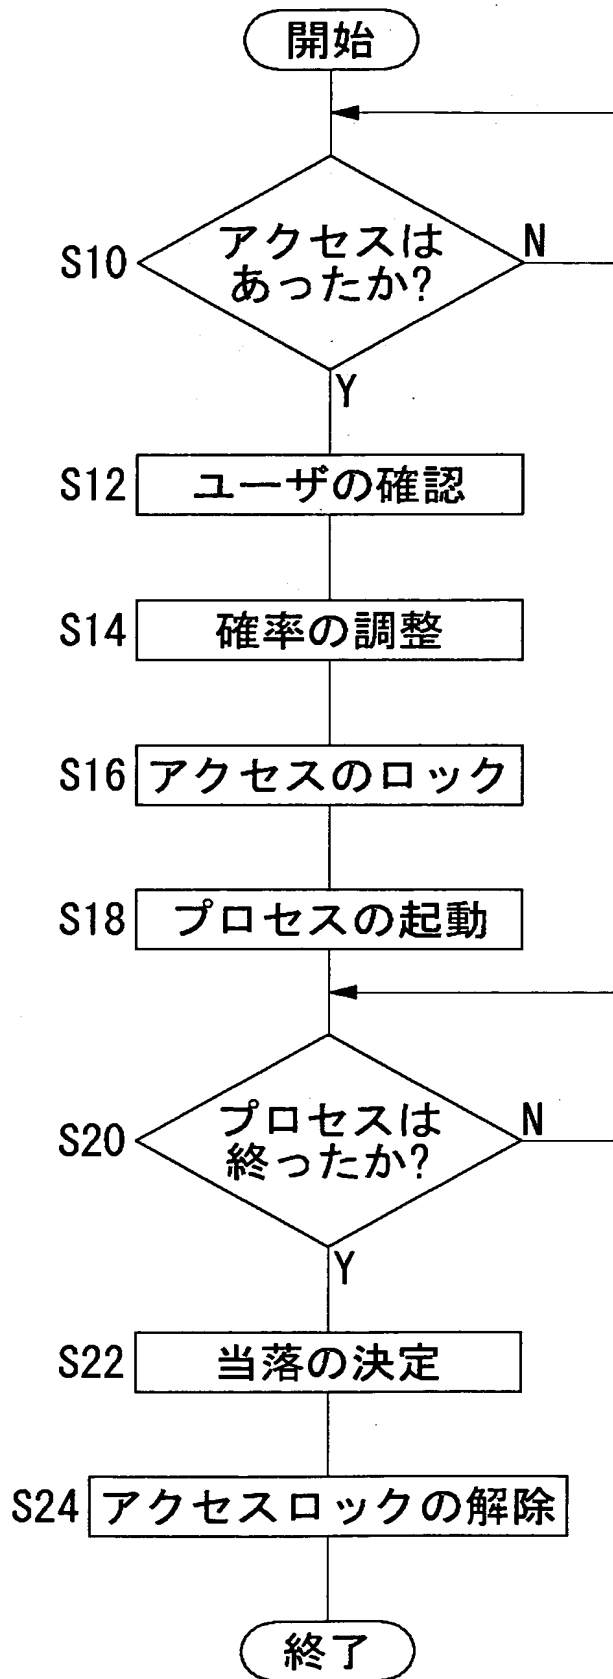 開始
S10
アクセスは
あったか?
N
Y
S12 ユーザの確認
S14 確率の調整
S16 アクセスのロック
S18 プロセスの起動
S20
プロセスは
終ったか?
N
Y
S22 当落の決定
S24 アクセスロックの解除
終了